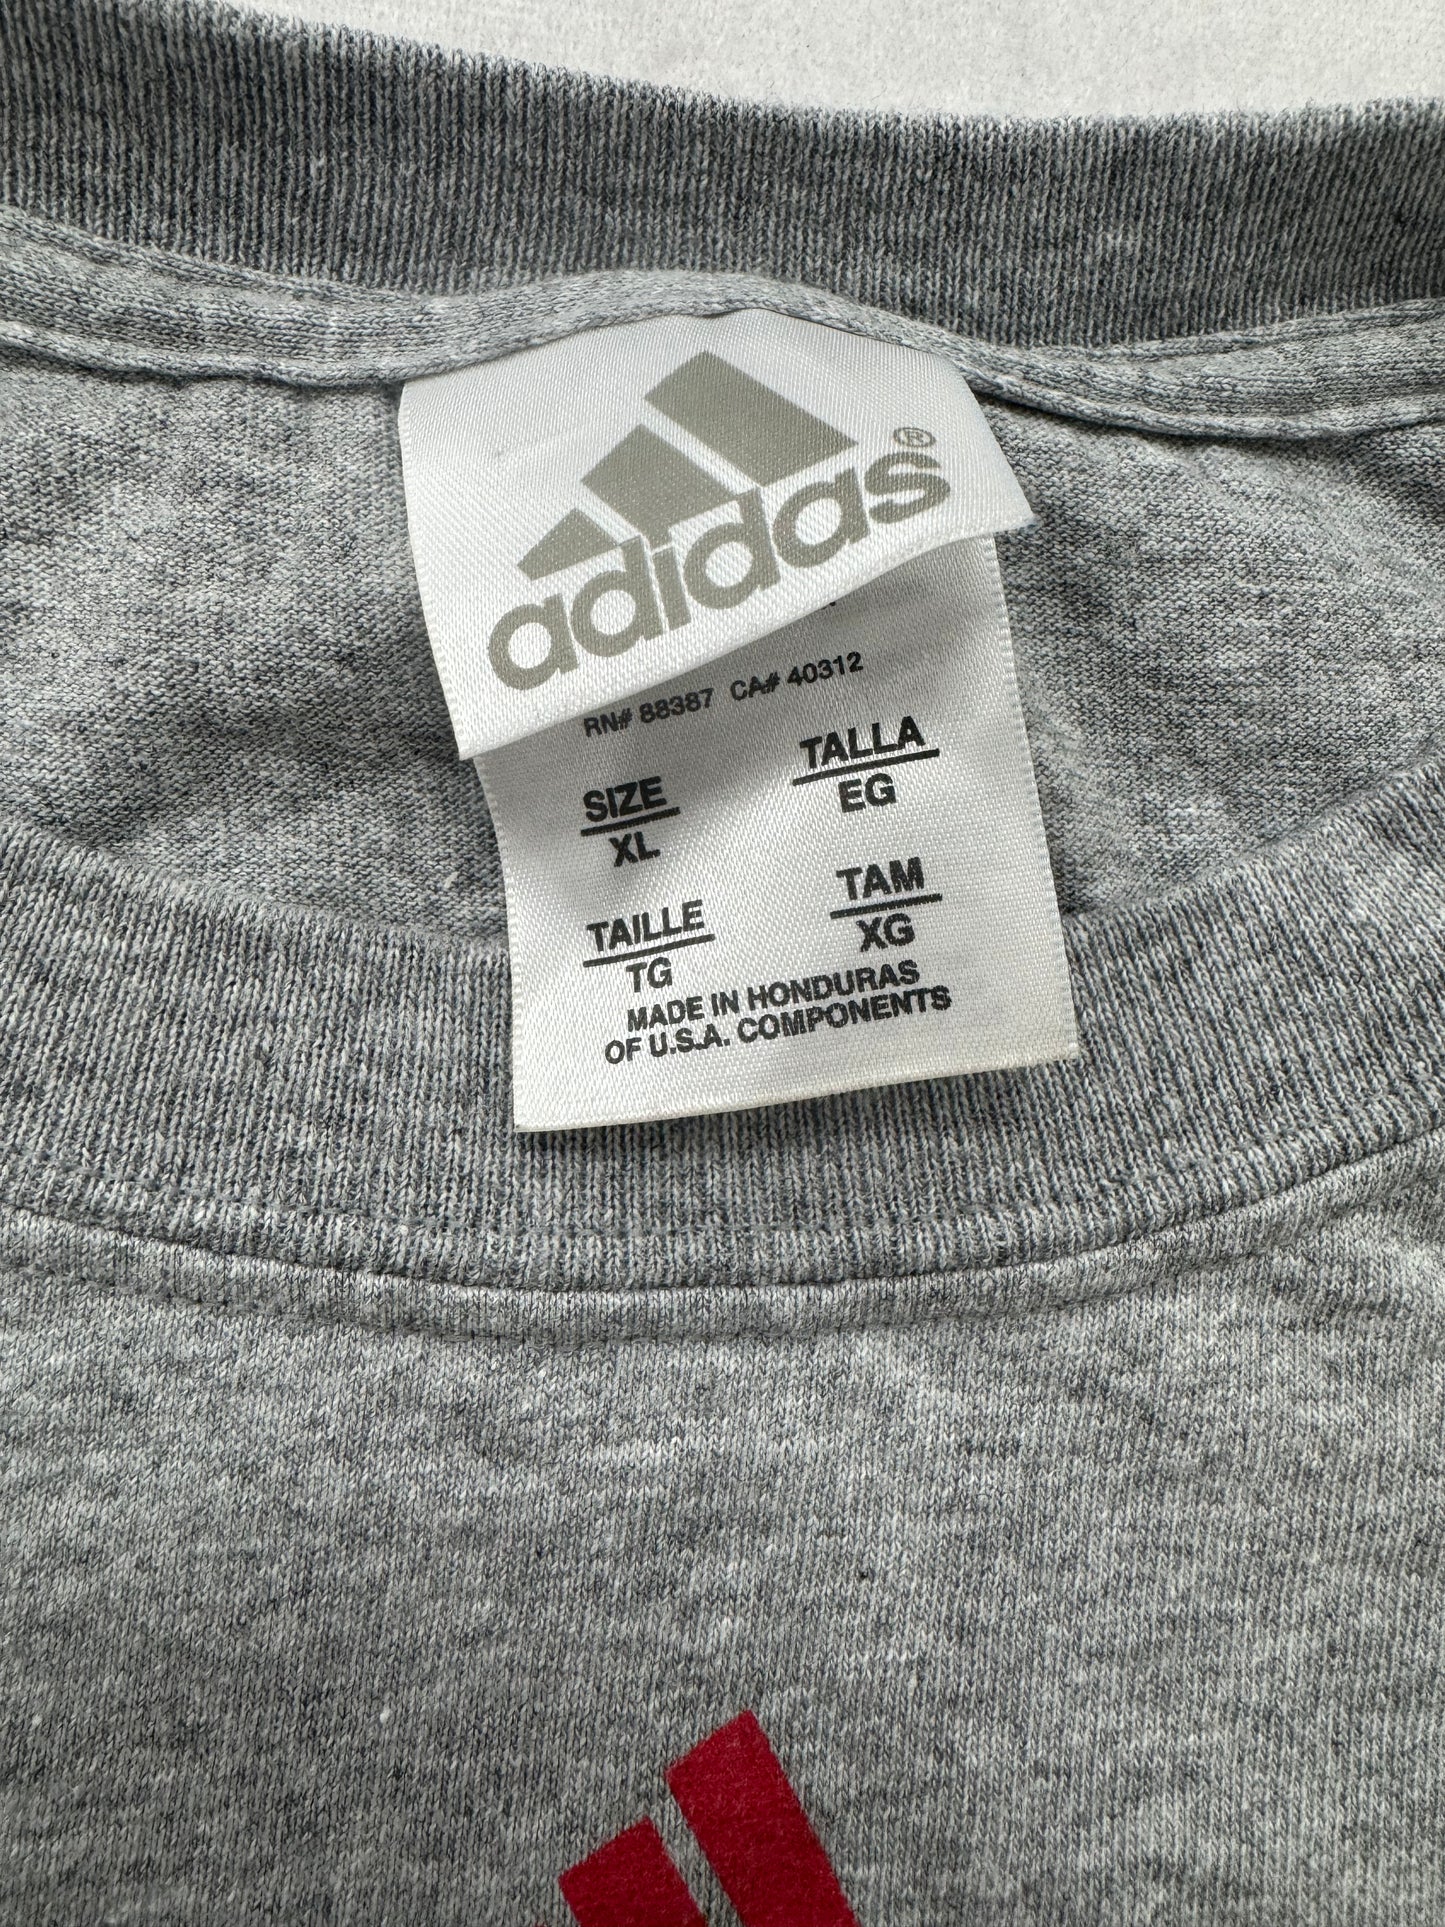 adidas®
RN# 88387 CA# 40312
SIZE
XL
TALLA
EG
TAILLE
TG
TAM
XG
MADE IN HONDURAS
OF U.S.A. COMPONENTS